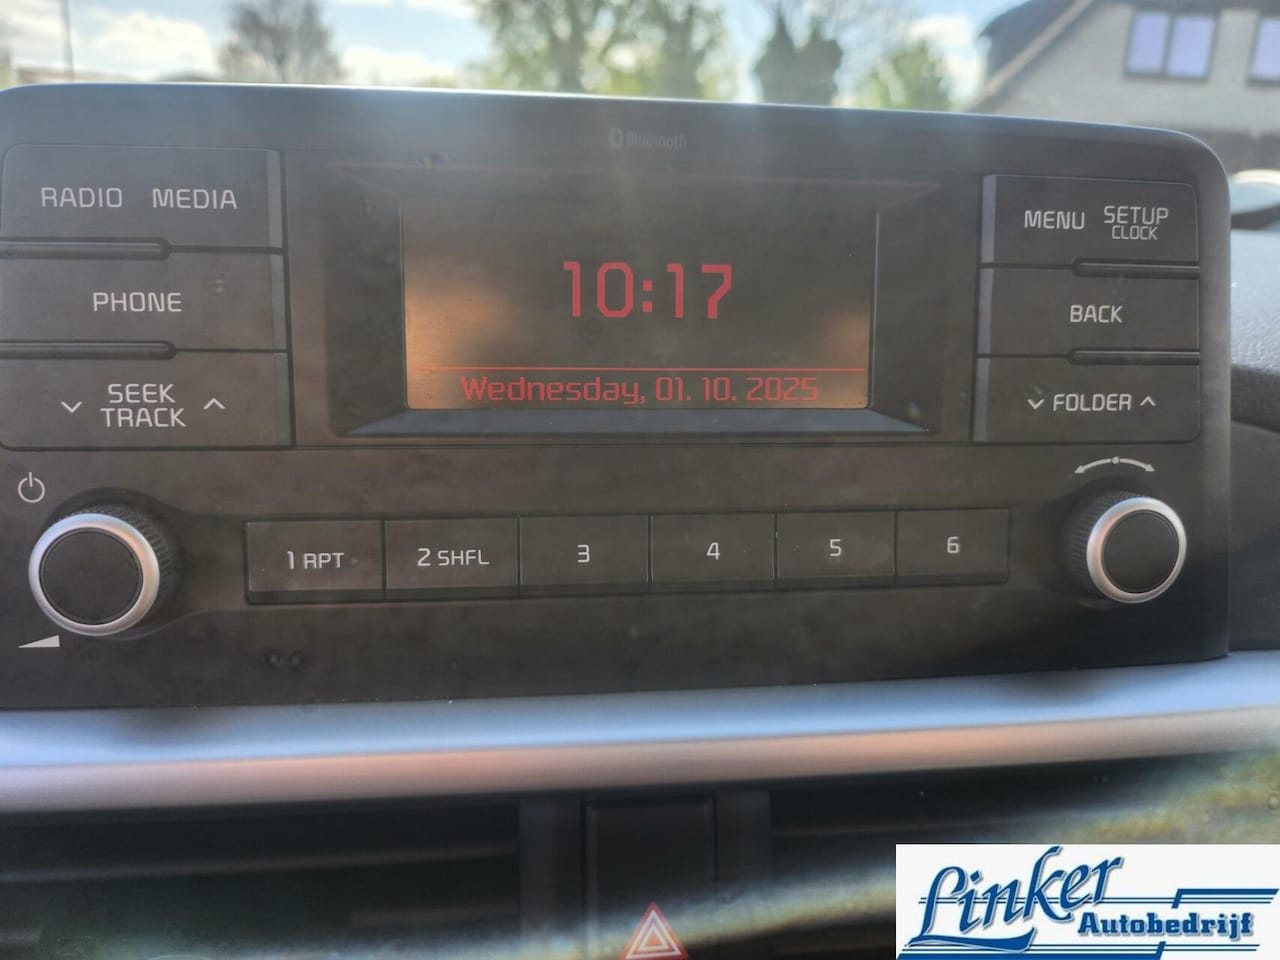 Bluetooth
RADIO MEDIA
PHONE
SEEK
TRACK
10:17
Wednesday, 01. 10. 2025
MENU SETUP
CLOCK
BACK
FOLDER
1 RPT 2 SHFL 3 4 5 6
Linker
Autobedrijf